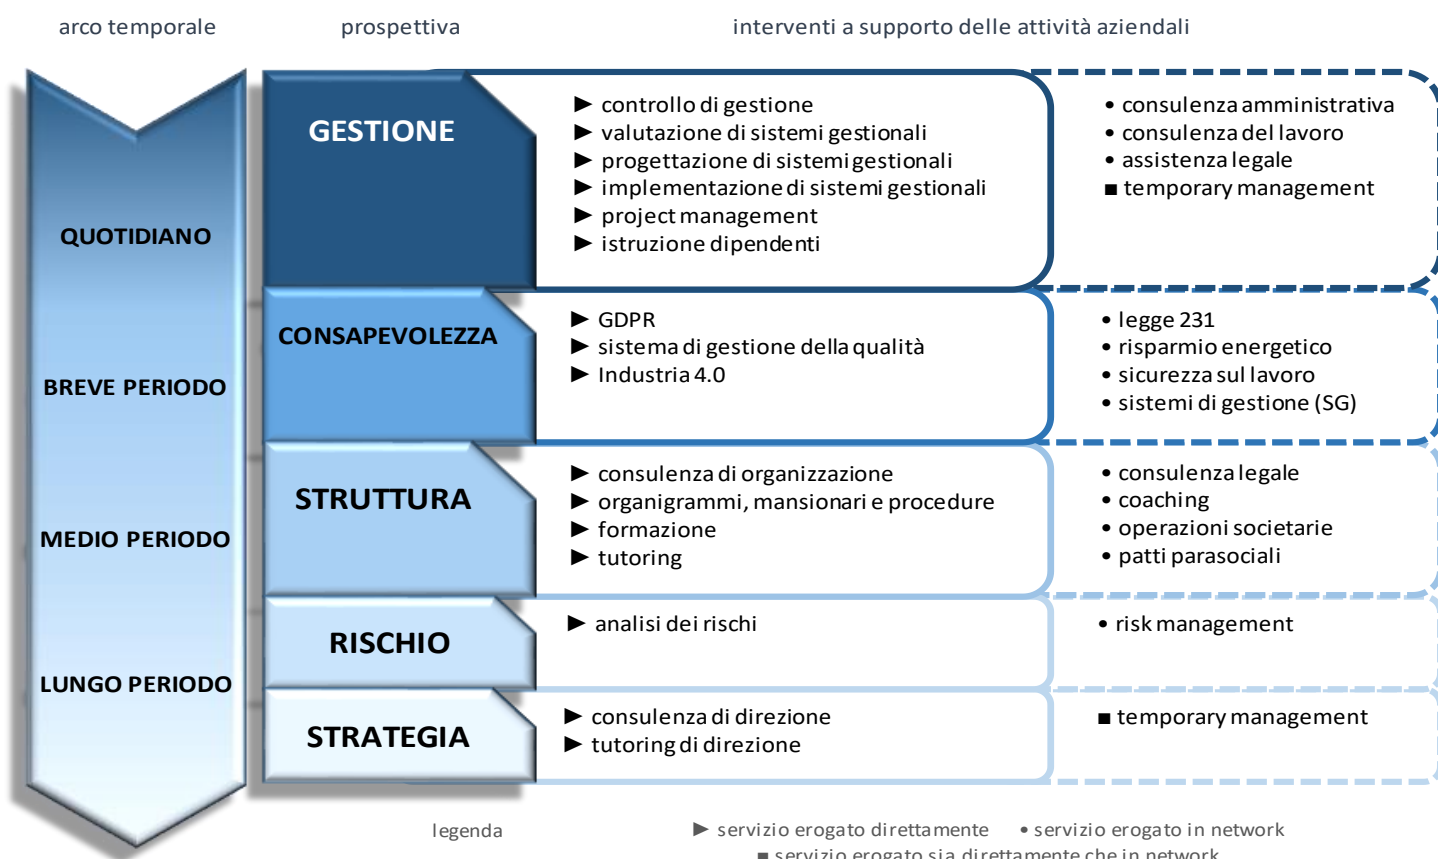 arco temporale
prospettiva
interventi a supporto delle attività aziendali
QUOTIDIANO
BREVE PERIODO
MEDIO PERIODO
LUNGO PERIODO
GESTIONE
► controllo di gestione
► valutazione di sistemi gestionali
► progettazione di sistemi gestionali
► implementazione di sistemi gestionali
► project management
► istruzione dipendenti
• consulenza amministrativa
• consulenza del lavoro
• assistenza legale
■ temporary management
CONSAPEVOLEZZA
► GDPR
► sistema di gestione della qualità
► Industria 4.0
• legge 231
• risparmio energetico
• sicurezza sul lavoro
• sistemi di gestione (SG)
STRUTTURA
► consulenza di organizzazione
► organigrammi, mansionari e procedure
► formazione
► tutoring
• consulenza legale
• coaching
• operazioni societarie
• patti parasociali
RISCHIO
► analisi dei rischi
• risk management
STRATEGIA
► consulenza di direzione
► tutoring di direzione
■ temporary management
legenda
► servizio erogato direttamente • servizio erogato in network
■ servizio erogato sia direttamente che in network